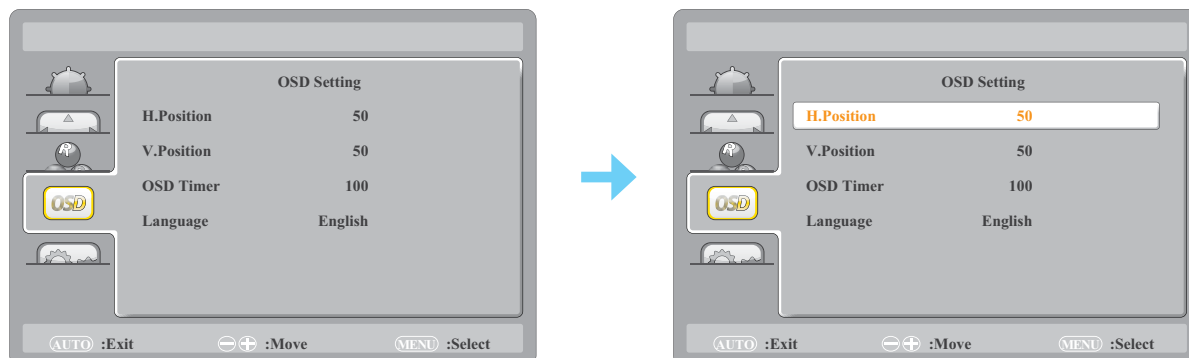 OSD Setting
H.Position 50
V.Position 50
OSD Timer 100
Language English
OSD
AUTO :Exit - + :Move MENU :Select
OSD Setting
H.Position 50
V.Position 50
OSD Timer 100
Language English
OSD
AUTO :Exit - + :Move MENU :Select